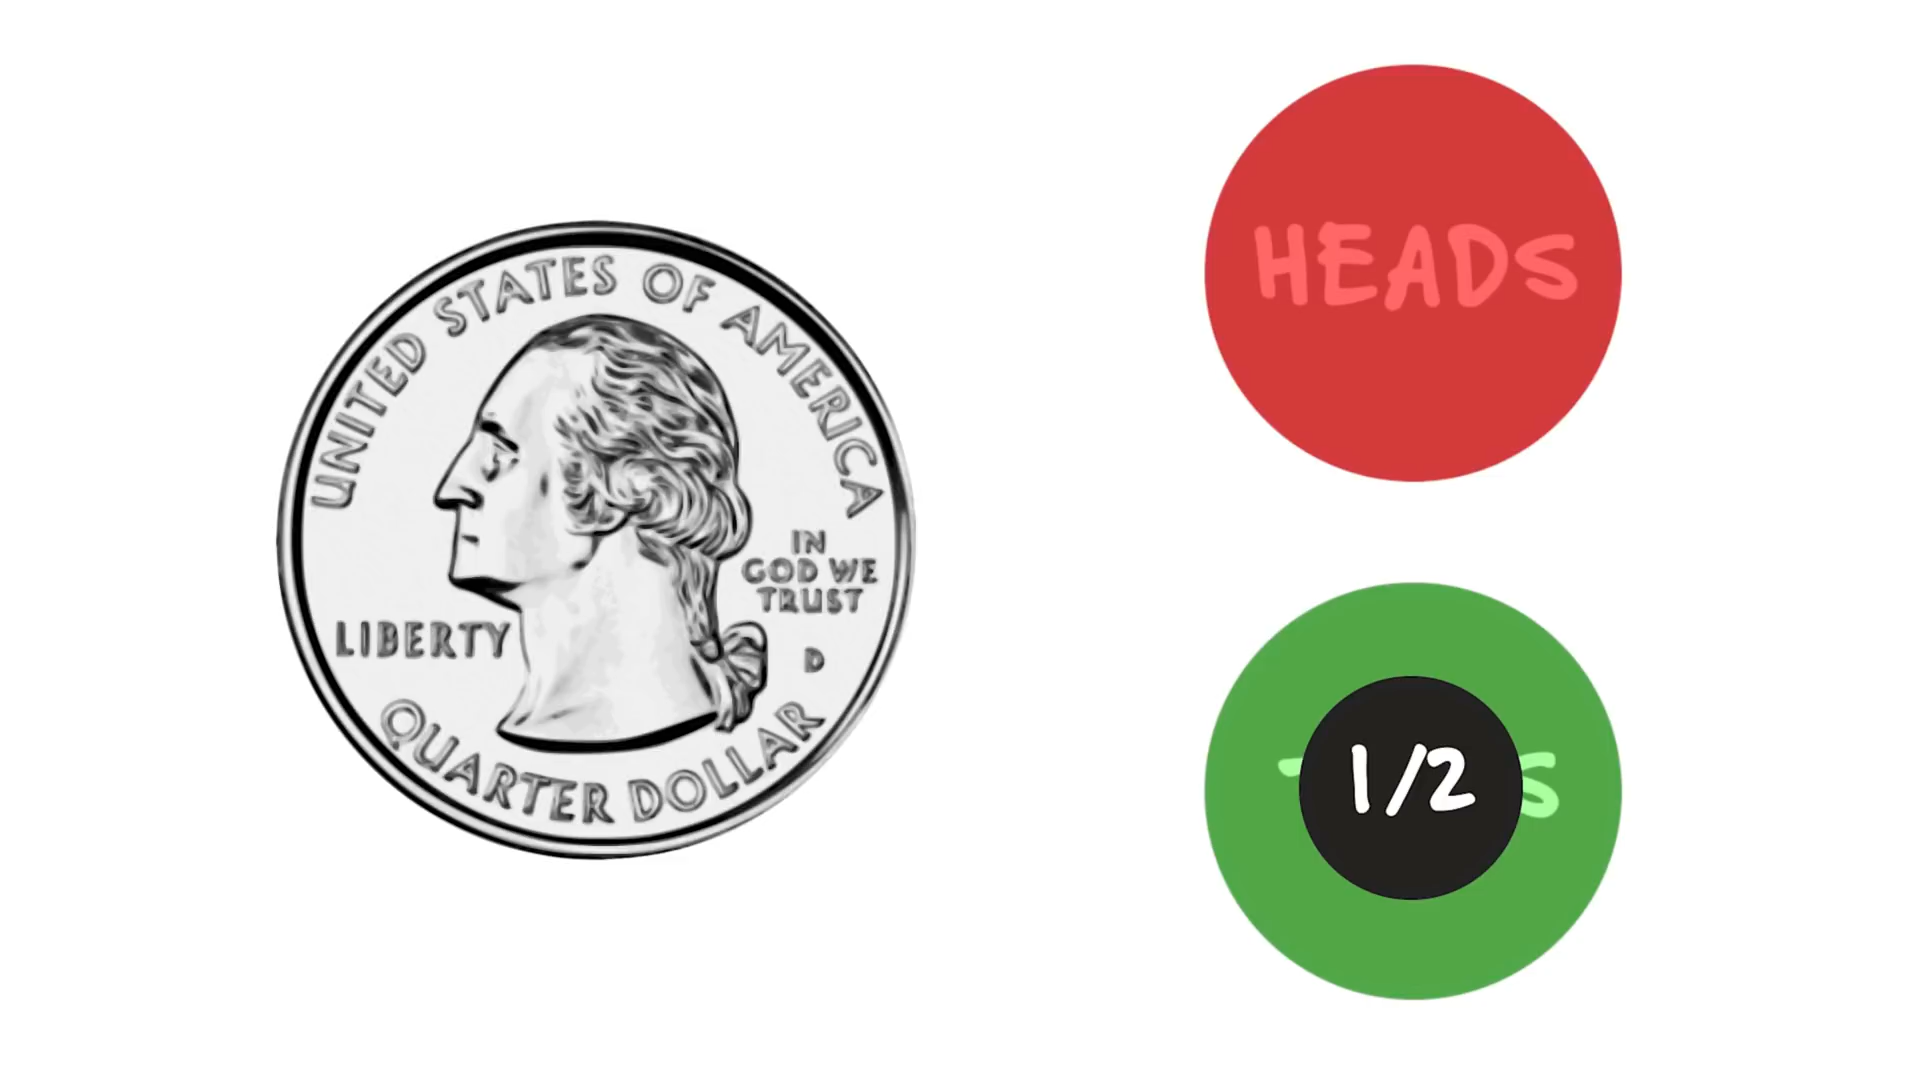 UNITED STATES OF AMERICA
IN
GOD WE
TRUST
LIBERTY
D
QUARTER DOLLAR
HEADS
1/2